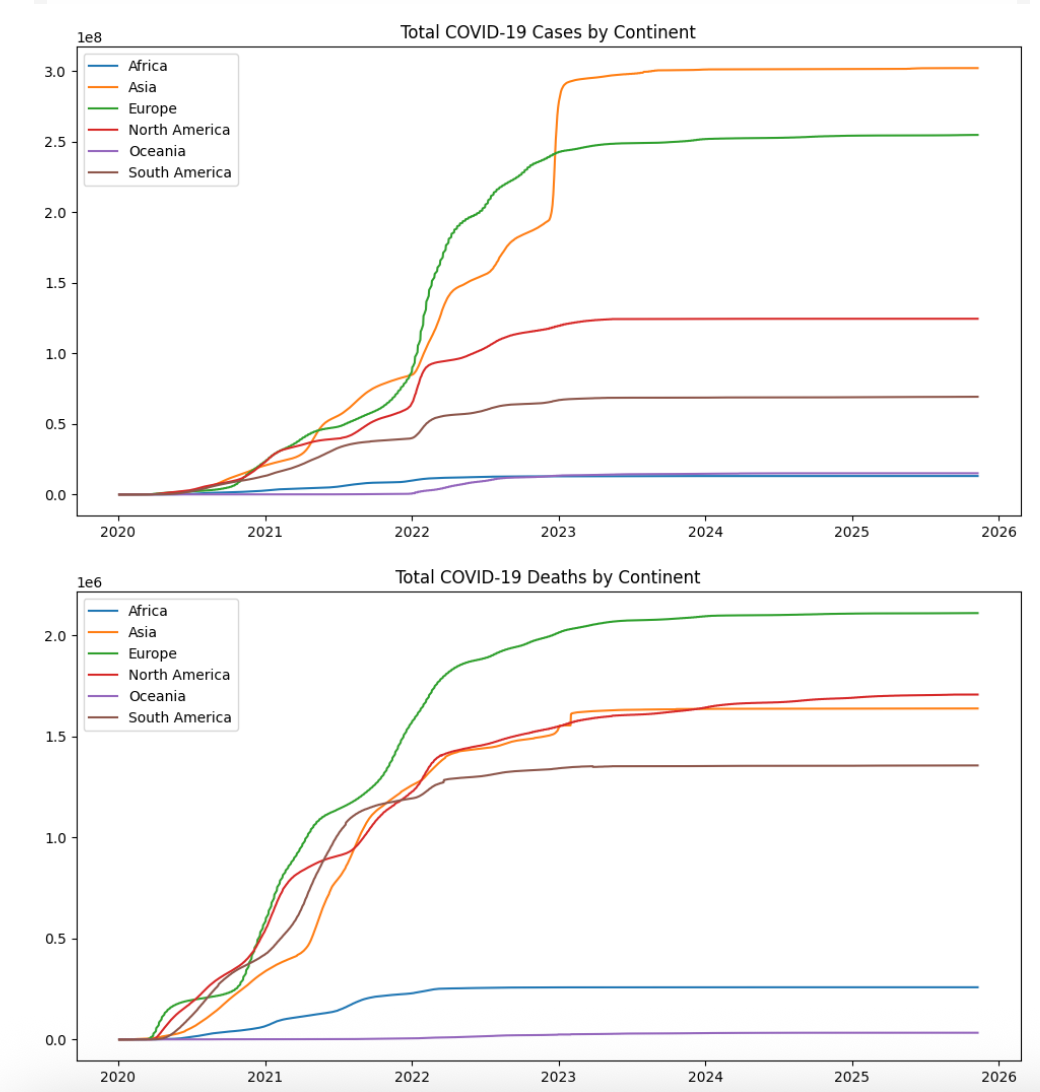 Total COVID-19 Cases by Continent
1e8
Africa
Asia
Europe
North America
Oceania
South America
3.0
2.5
2.0
1.5
1.0
0.5
0.0
2020 2021 2022 2023 2024 2025 2026
Total COVID-19 Deaths by Continent
1e6
Africa
Asia
Europe
North America
Oceania
South America
2.0
1.5
1.0
0.5
0.0
2020 2021 2022 2023 2024 2025 2026